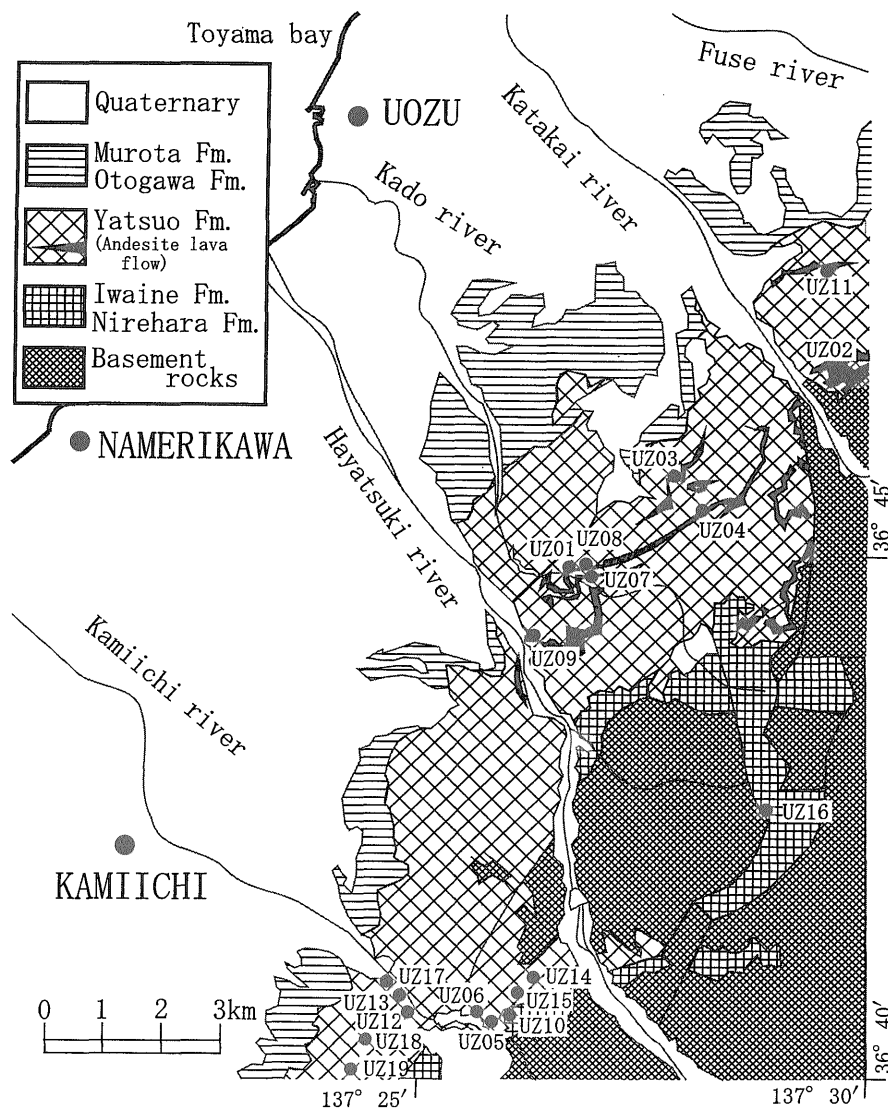 Toyama bay
Fuse river
Quaternary
UOZU
Katakai river
Murota Fm.
Otogawa Fm.
Kado river
Yatsuo Fm.
(Andesite lava
flow)
UZ11
Iwaine Fm.
Nirehara Fm.
UZ02
Basement
rocks
NAMERIKAWA
Hayatsuki river
UZ03
36° 45′
UZ04
UZ08
UZ01
UZ07
UZ09
Kamiichi river
UZ16
KAMIICHI
UZ17
UZ14
UZ13
UZ06
UZ15
0 1 2 3km
UZ12
UZ10
UZ05
UZ18
36° 40′
UZ19
137° 25′
137° 30′